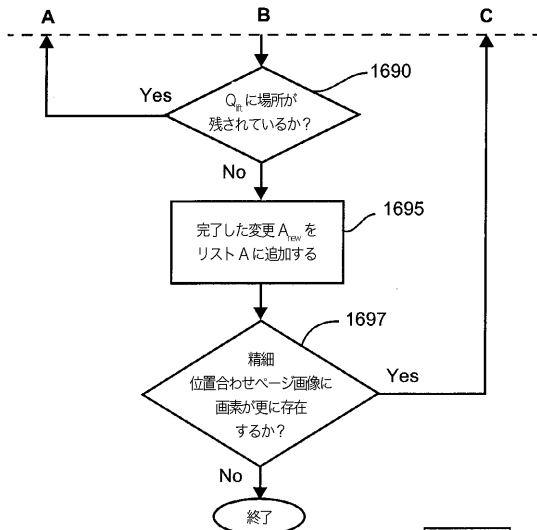 A
B
C
1690
Yes
Q_lft に場所が
残されているか？
No
1695
完了した変更 A_new を
リスト A に追加する
1697
精細
位置合わせページ画像に
画素が更に存在
するか？
Yes
No
終了